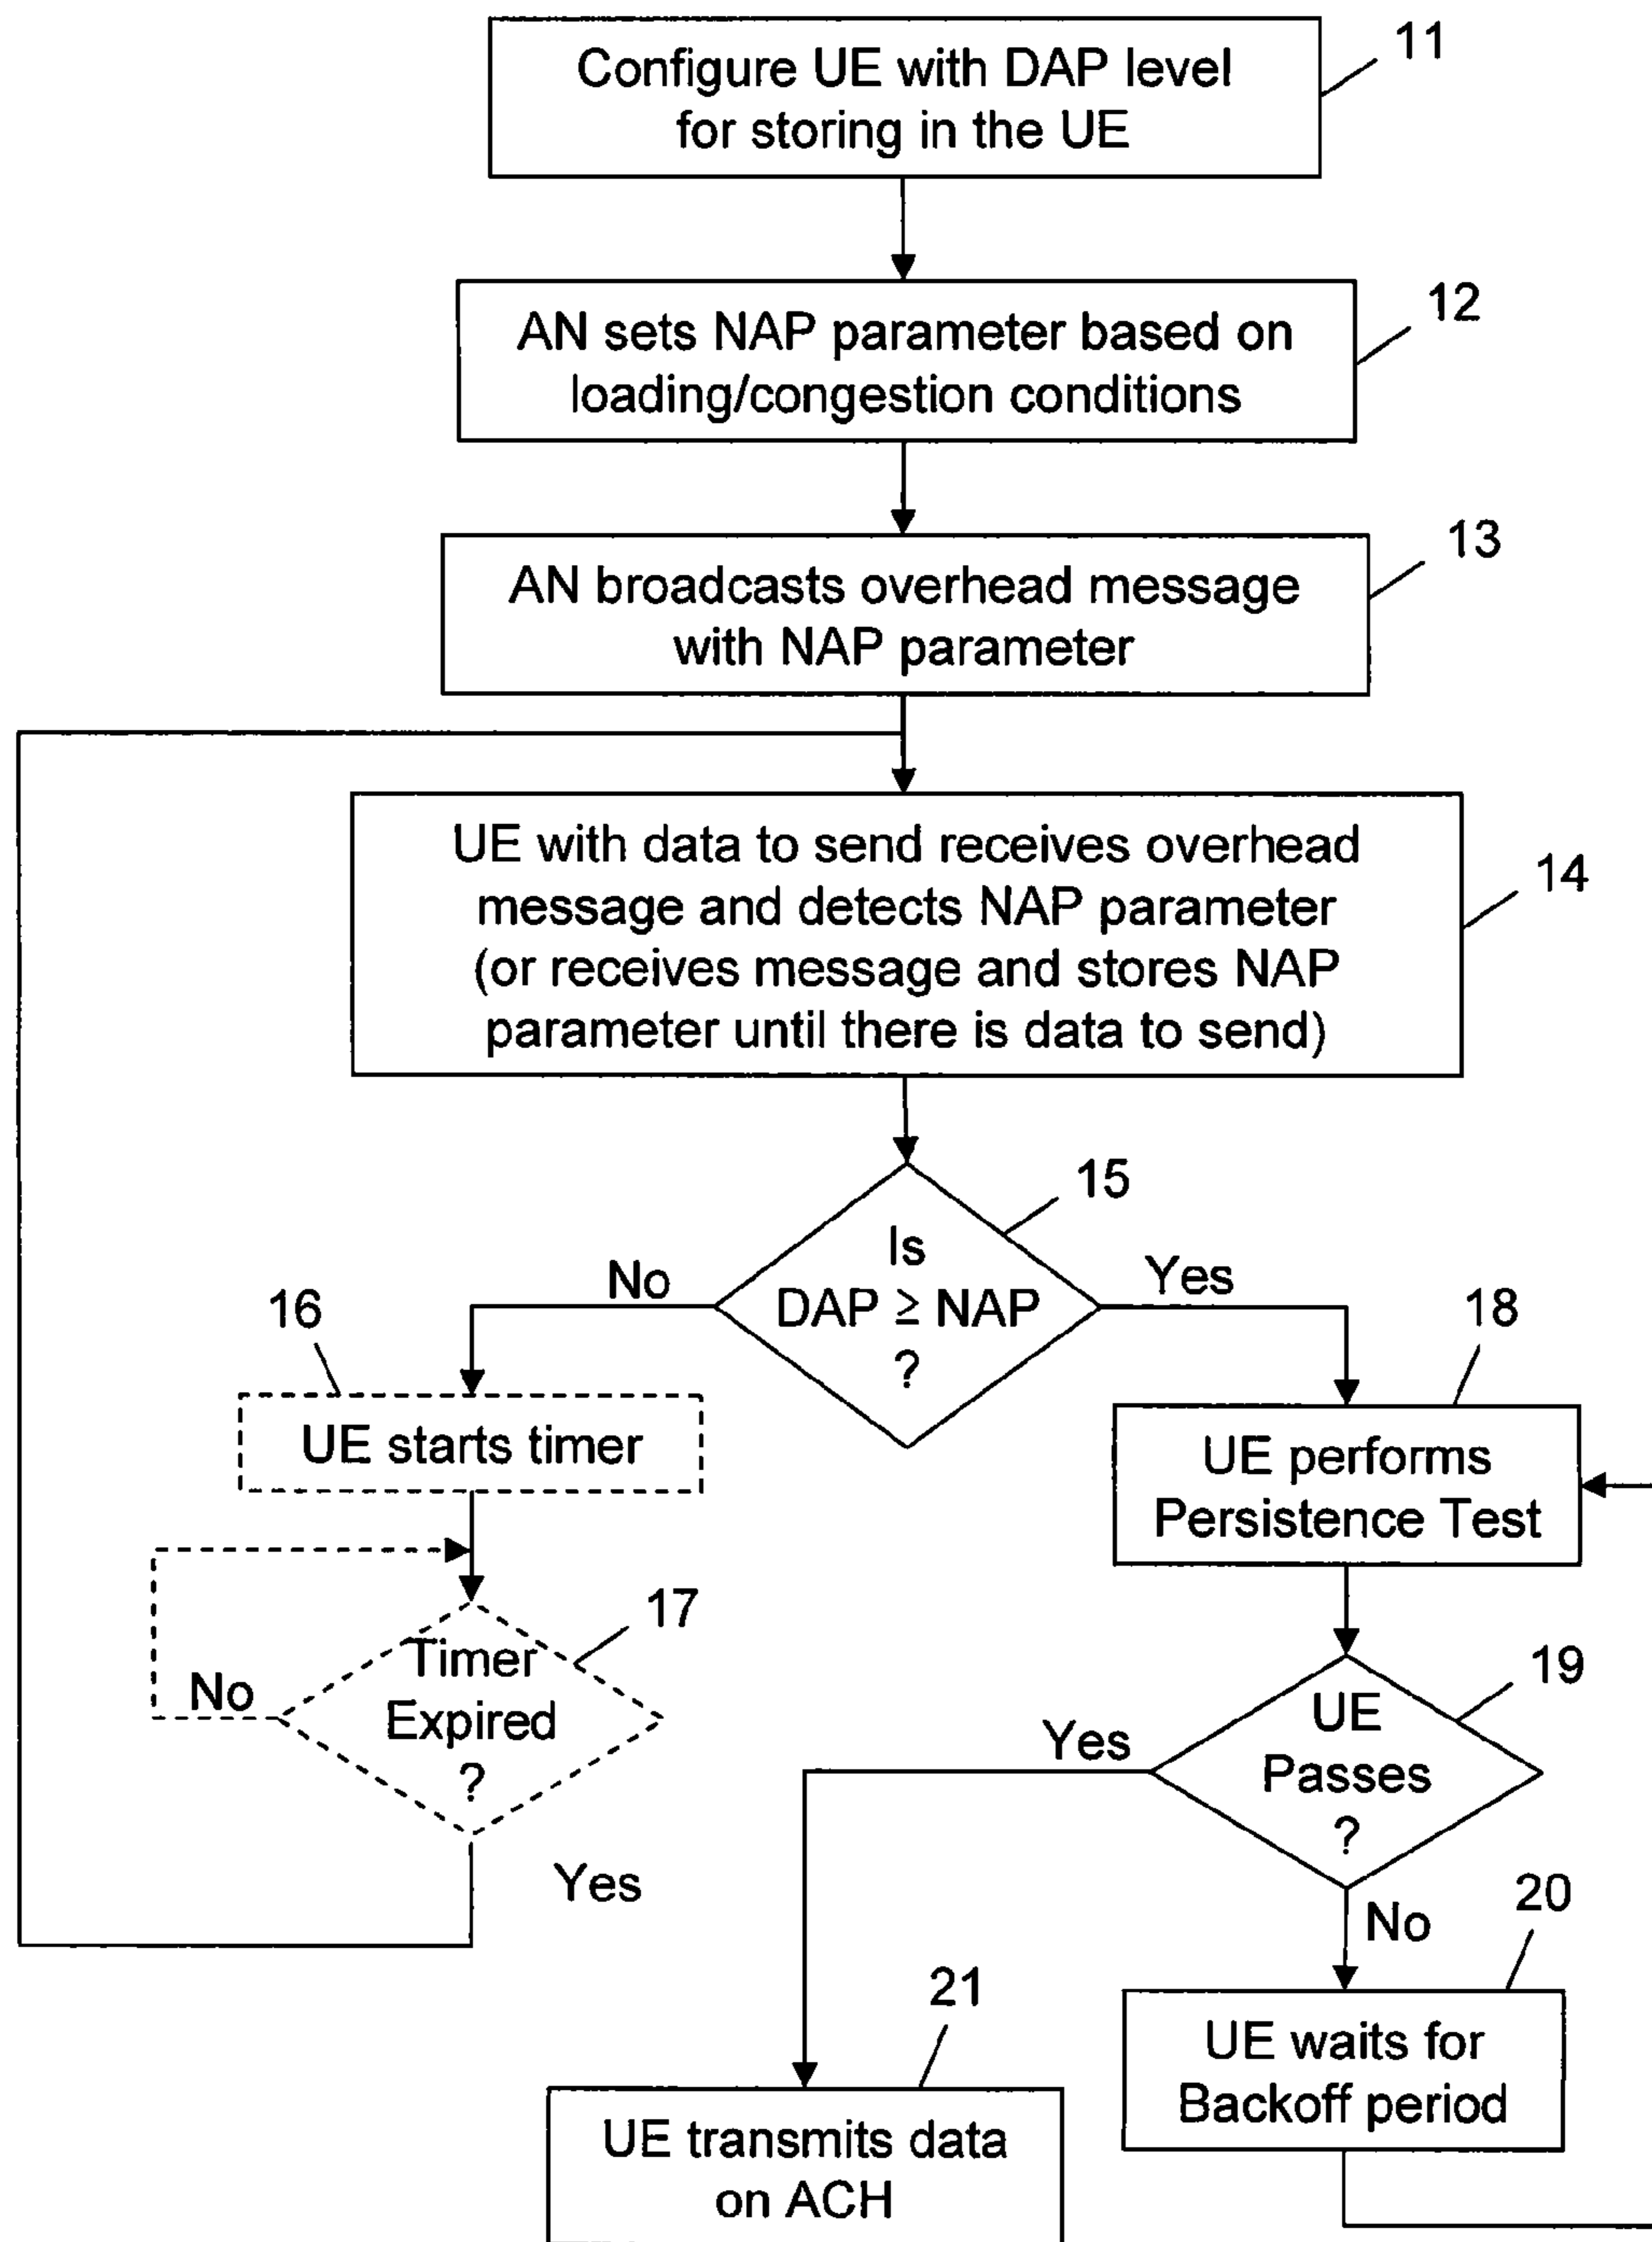 Configure UE with DAP level
for storing in the UE
11
AN sets NAP parameter based on
loading/congestion conditions
12
AN broadcasts overhead message
with NAP parameter
13
UE with data to send receives overhead
message and detects NAP parameter
(or receives message and stores NAP
parameter until there is data to send)
14
15
Is
DAP ≥ NAP
?
No
Yes
16
UE starts timer
18
UE performs
Persistence Test
17
Timer
Expired
?
No
Yes
19
UE
Passes
?
Yes
No
20
UE waits for
Backoff period
21
UE transmits data
on ACH